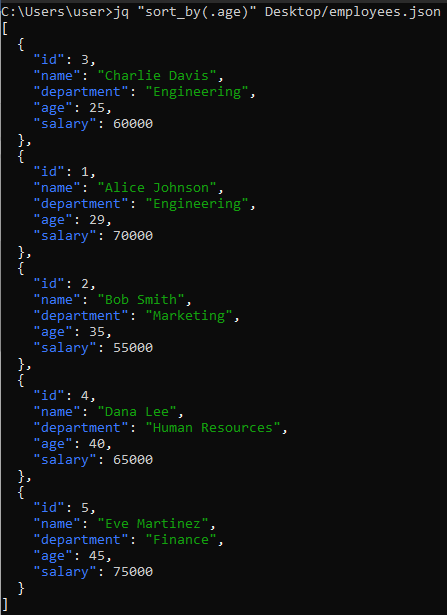 C:\Users\user>jq "sort_by(.age)" Desktop/employees.json
[
  {
    "id": 3,
    "name": "Charlie Davis",
    "department": "Engineering",
    "age": 25,
    "salary": 60000
  },
  {
    "id": 1,
    "name": "Alice Johnson",
    "department": "Engineering",
    "age": 29,
    "salary": 70000
  },
  {
    "id": 2,
    "name": "Bob Smith",
    "department": "Marketing",
    "age": 35,
    "salary": 55000
  },
  {
    "id": 4,
    "name": "Dana Lee",
    "department": "Human Resources",
    "age": 40,
    "salary": 65000
  },
  {
    "id": 5,
    "name": "Eve Martinez",
    "department": "Finance",
    "age": 45,
    "salary": 75000
  }
]